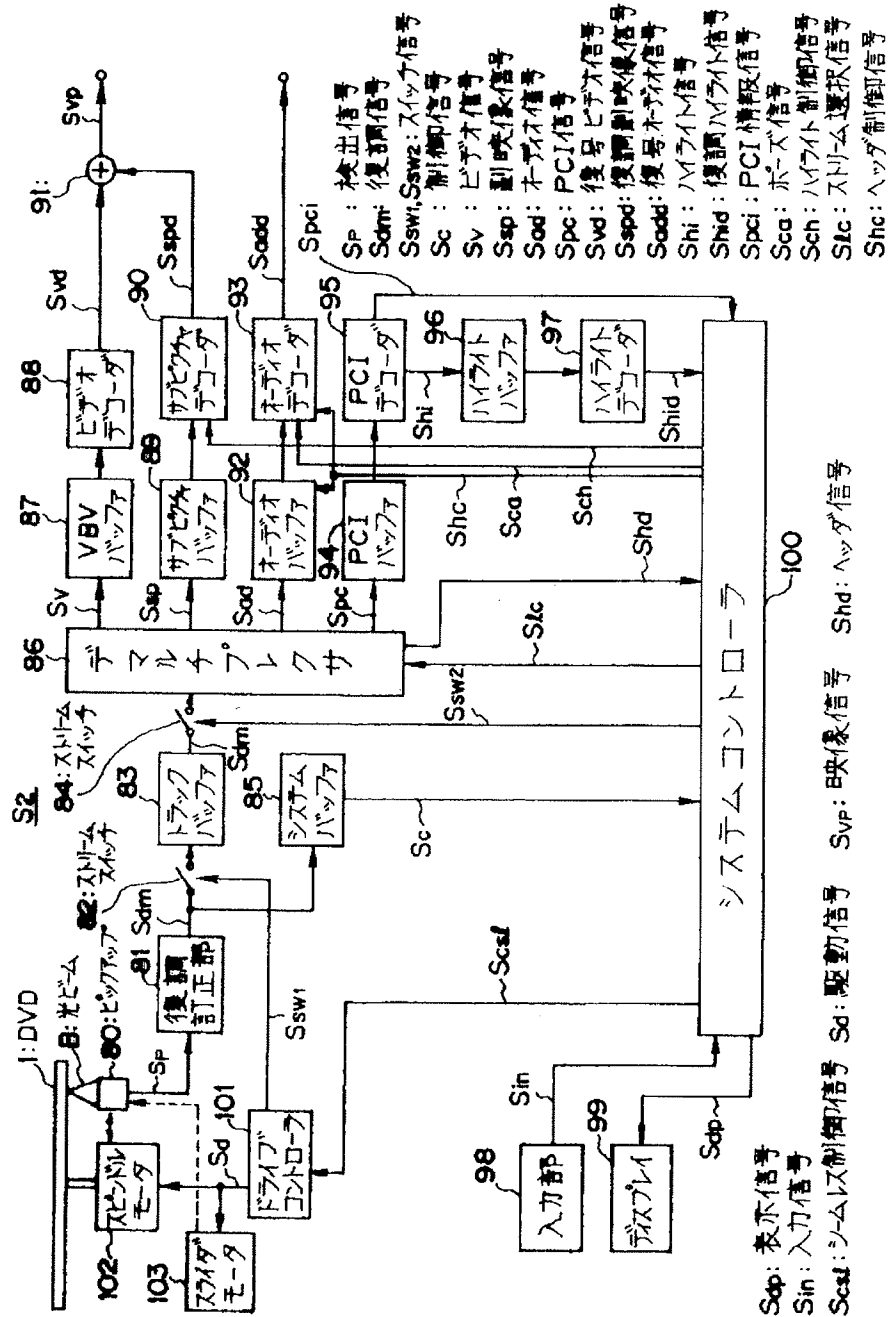 S2
1:DVD
B:光ビーム
80:ピックアップ
SP
102
スピンドル
モータ
103
スライダ
モータ
Sd
101
ドライブ
コントローラ
81
復調
訂正部
Sdm
82:ストリーム
スイッチ
Ssw1
83
トラック
バッファ
84:ストリーム
スイッチ
Sdm
85
システム
バッファ
Sc
Ssw2
86
デマルチプレクサ
Sv
87
VBV
バッファ
88
ビデオ
デコーダ
Svd
91:
Svp
Ssp
89
サブピクチャ
バッファ
90
サブピクチャ
デコーダ
Sspd
Sad
92
オーディオ
バッファ
93
オーディオ
デコーダ
Sadd
Spc
94
PCI
バッファ
95
PCI
デコーダ
Spci
Shi
96
ハイライト
バッファ
97
ハイライト
デコーダ
Shid
Sch
Sca
Shc
Shd
Slc
Scsl
98
入力部
Sin
99
ディスプレイ
Sdp
システムコントローラ
100
SP:検出信号
Sdm:復調信号
Ssw1,Ssw2:スイッチ信号
Sc:制御信号
Sv:ビデオ信号
Ssp:副映像信号
Sad:オーディオ信号
Spc:PCI信号
Svd:復号ビデオ信号
Sspd:復調副映像信号
Sadd:復号オーディオ信号
Shi:ハイライト信号
Shid:復調ハイライト信号
Spci:PCI情報信号
Sca:ポーズ信号
Sch:ハイライト制御信号
Slc:ストリーム選択信号
Shc:ヘッダ制御信号
Sdp:表示信号
Sin:入力信号
Scsl:シームレス制御信号
Sd:駆動信号
Svp:映像信号
Shd:ヘッダ信号